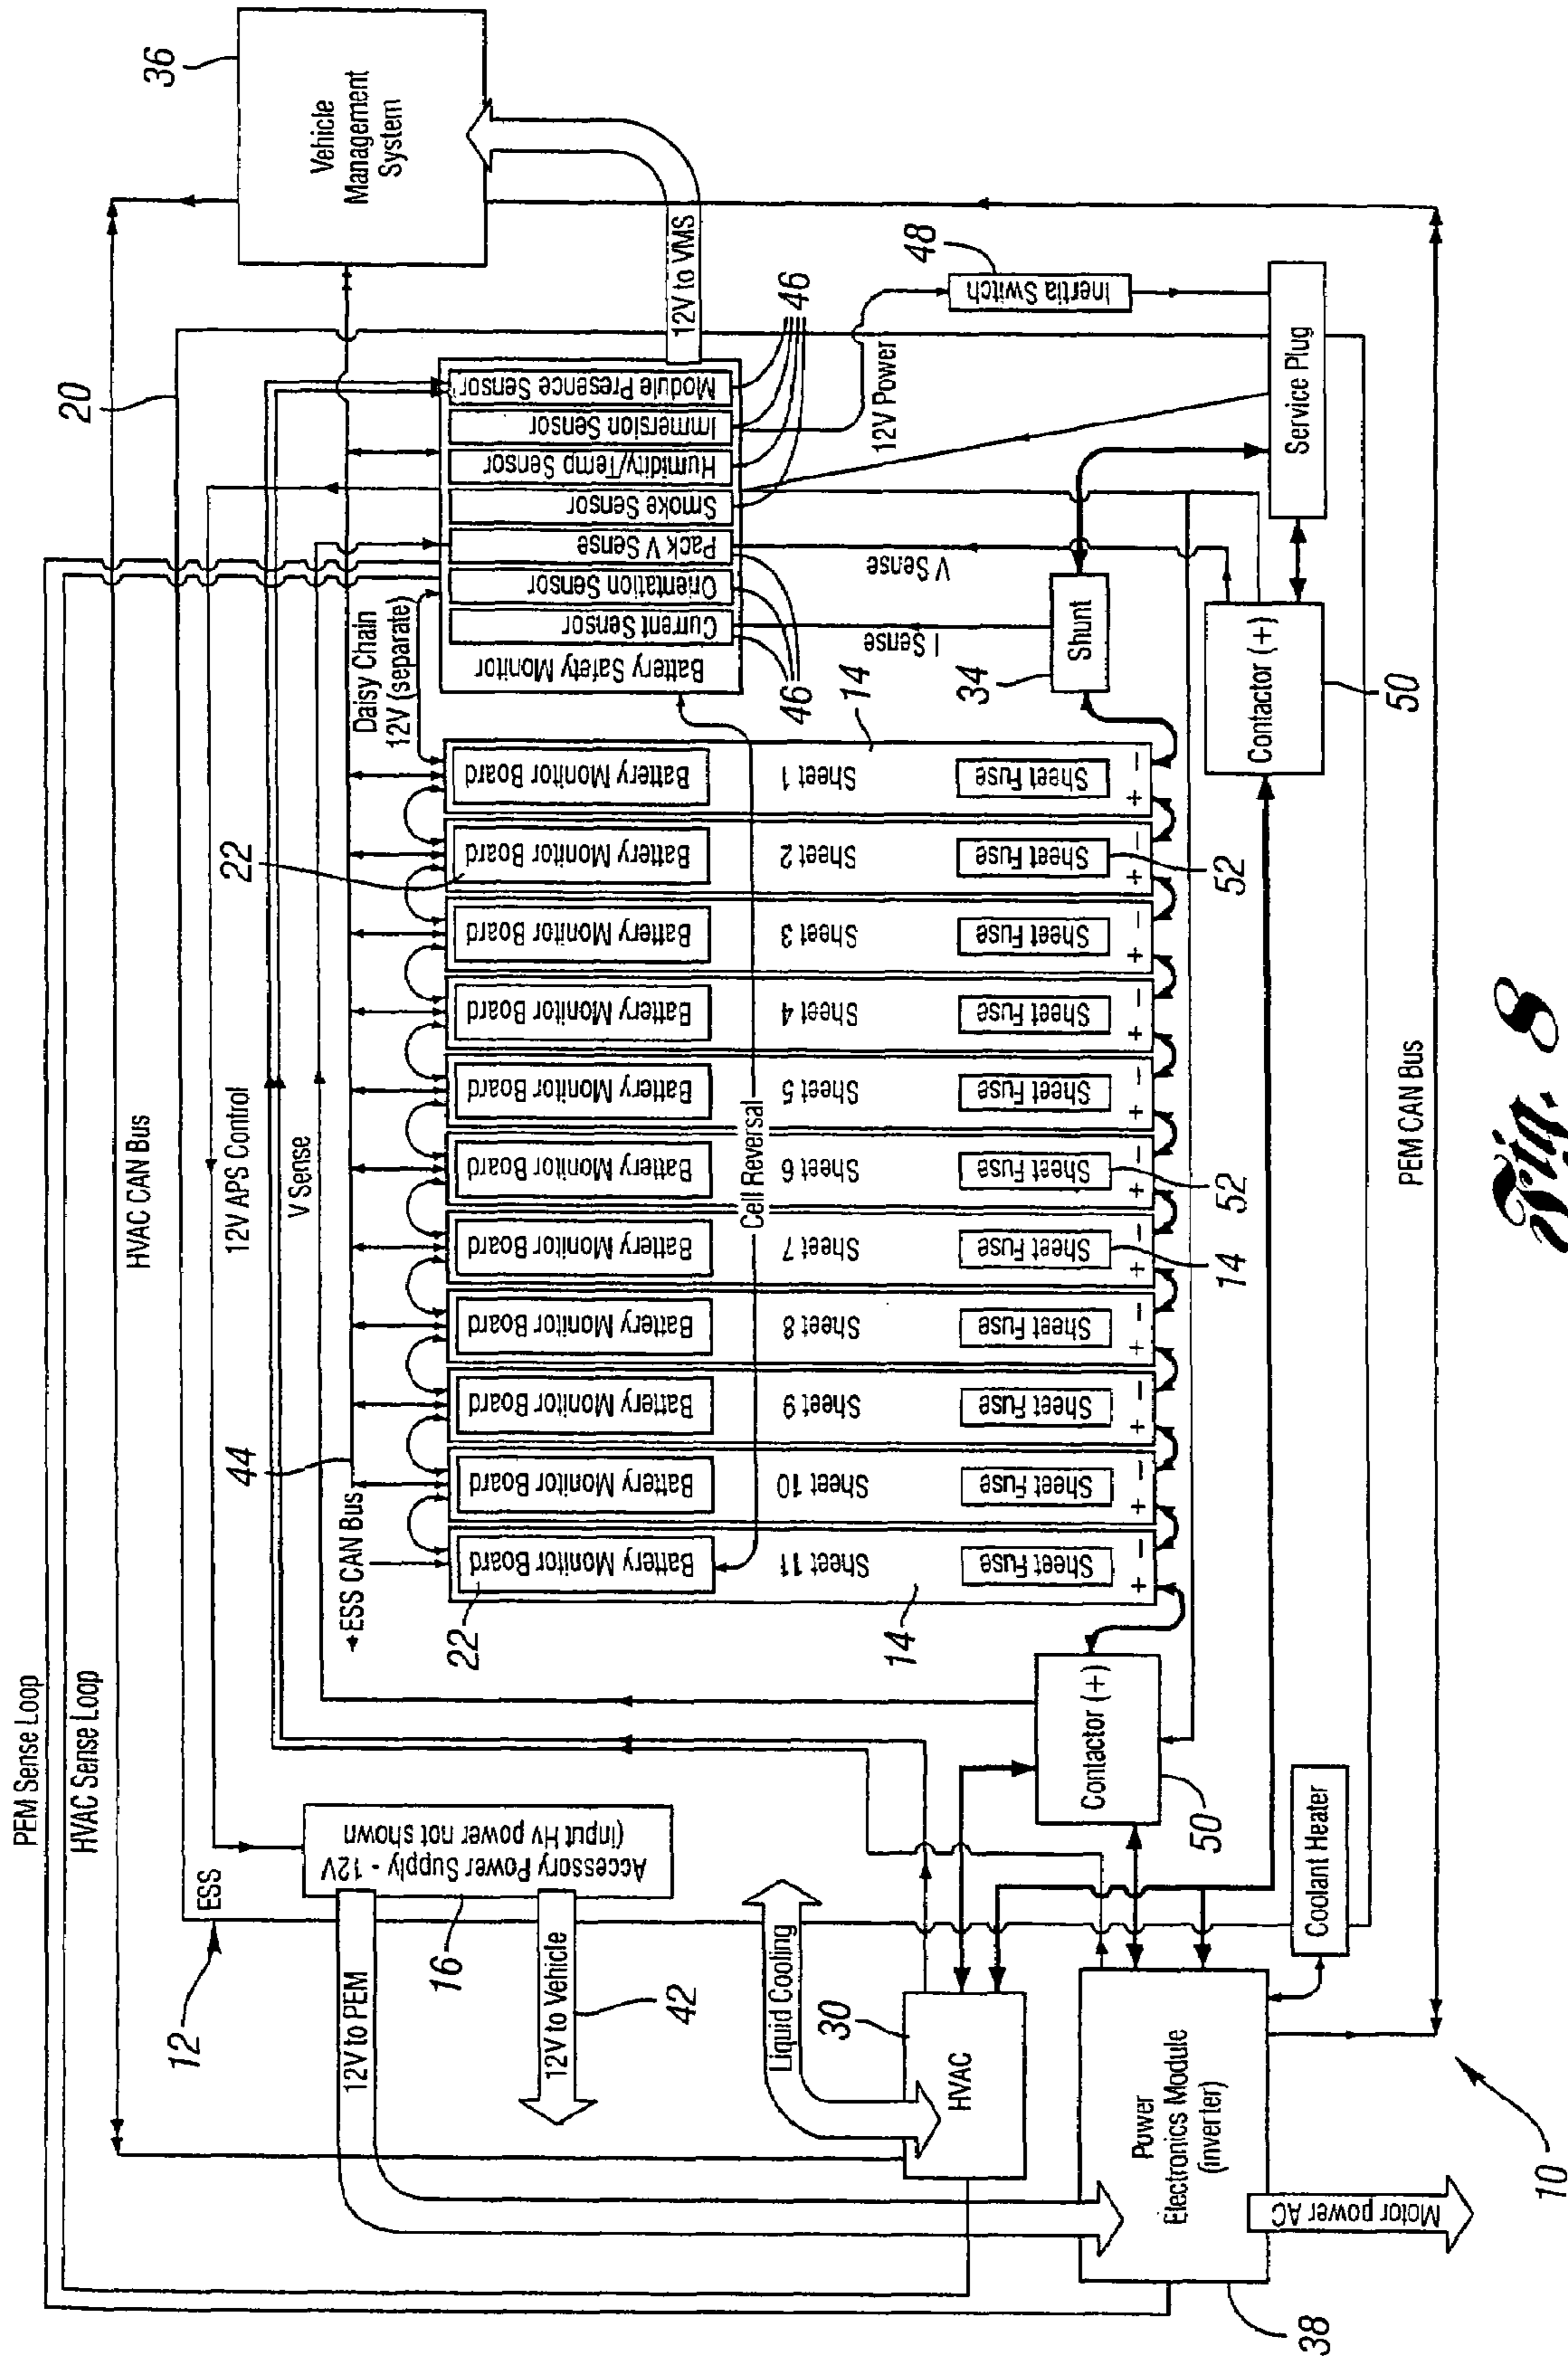 PEM Sense Loop
HVAC Sense Loop
HVAC CAN Bus
20
36
Vehicle
Management
System
12
ESS
12V APS Control
V Sense
44
ESS CAN Bus
22
Daisy Chain
12V (separate)
12V to VMS
Accessory Power Supply - 12V
(input Hv power not shown
16
12V to PEM
12V to Vehicle
42
Liquid Cooling
30
HVAC
Power
Electronics Module
(inverter)
38
Motor power AC
10
Coolant Heater
Contactor (+)
50
22
14
Battery Monitor Board
Sheet 11
Sheet Fuse
+ -
Battery Monitor Board
Sheet 10
Sheet Fuse
+ -
Battery Monitor Board
Sheet 9
Sheet Fuse
+ -
Battery Monitor Board
Sheet 8
Sheet Fuse
+ -
Battery Monitor Board
Sheet 7
Sheet Fuse
+ -
14
Battery Monitor Board
Sheet 6
Sheet Fuse
+ -
52
Battery Monitor Board
Sheet 5
Sheet Fuse
+ -
Battery Monitor Board
Sheet 4
Sheet Fuse
+ -
Battery Monitor Board
Sheet 3
Sheet Fuse
+ -
Battery Monitor Board
Sheet 2
Sheet Fuse
+ -
52
Battery Monitor Board
Sheet 1
Sheet Fuse
+ -
14
Cell Reversal
Battery Safety Monitor
Current Sensor
Orientation Sensor
Pack V Sense
Smoke Sensor
Humidity/Temp Sensor
Immersion Sensor
Module Presence Sensor
46
46
I Sense
V Sense
12V Power
48
Inertia Switch
34
Shunt
Service Plug
Contactor (+)
50
PEM CAN Bus
Fig. 8